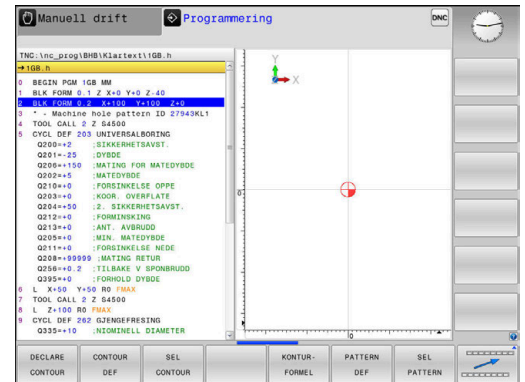 Manuell drift
Programmering
DNC
TNC:\nc_prog\BHB\Klartext\1GB.h
→1GB.h
0 BEGIN PGM 1GB MM
1 BLK FORM 0.1 Z X+0 Y+0 Z-40
2 BLK FORM 0.2 X+100 Y+100 Z+0
3 * - Machine hole pattern ID 27943KL1
4 TOOL CALL 2 Z S4500
5 CYCL DEF 203 UNIVERSALBORING
Q200=+2 ;SIKKERHETSAVST.
Q201=-25 ;DYBDE
Q206=+150 ;MATING FOR MATEDYBDE
Q202=+5 ;MATEDYBDE
Q210=+0 ;FORSINKELSE OPPE
Q203=+0 ;KOOR. OVERFLATE
Q204=+50 ;2. SIKKERHETSAVST.
Q212=+0 ;FORMINSKING
Q213=+0 ;ANT. AVBRUDD
Q205=+0 ;MIN. MATEDYBDE
Q211=+0 ;FORSINKELSE NEDE
Q208=+99999 ;MATING RETUR
Q256=+0.2 ;TILBAKE V SPONBRUDD
Q395=+0 ;FORHOLD DYBDE
6 L X+50 Y+50 R0 FMAX
7 TOOL CALL 2 Z S4500
8 L Z+100 R0 FMAX
9 CYCL DEF 262 GJENGEFRESING
Q335=+10 ;NIOMINELL DIAMETER
Y
X
0
0
DECLARE CONTOUR
CONTOUR DEF
SEL CONTOUR
KONTUR- FORMEL
PATTERN DEF
SEL PATTERN